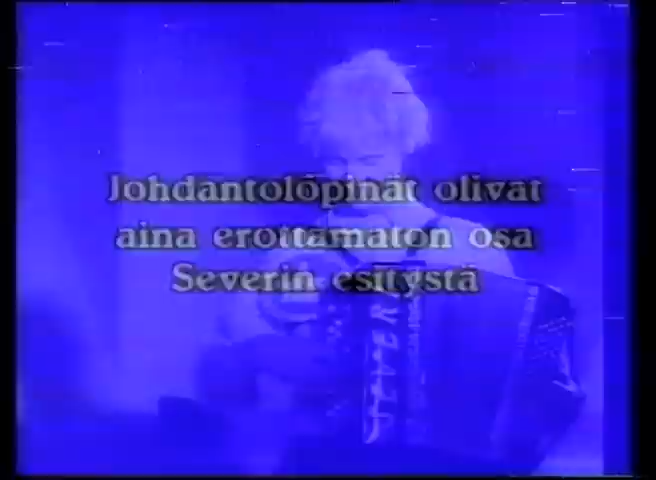 Johdantolöpinät olivat
aina erottamaton osa
Severin esitystä